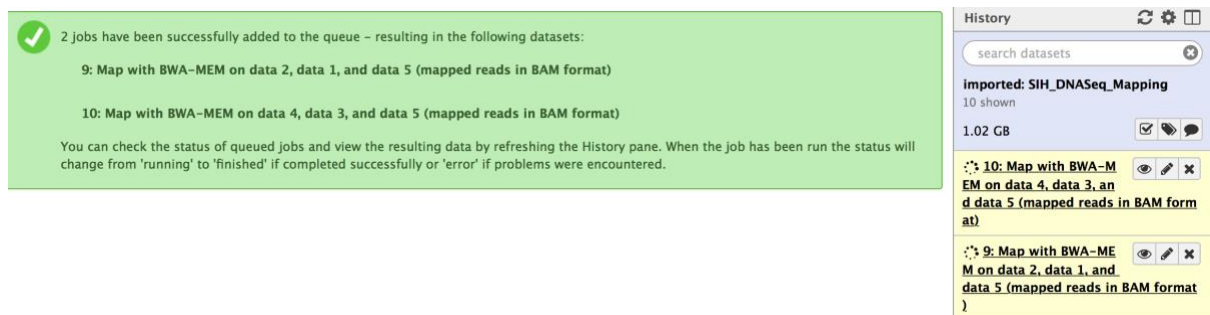 2 jobs have been successfully added to the queue – resulting in the following datasets:
9: Map with BWA-MEM on data 2, data 1, and data 5 (mapped reads in BAM format)
10: Map with BWA-MEM on data 4, data 3, and data 5 (mapped reads in BAM format)
You can check the status of queued jobs and view the resulting data by refreshing the History pane. When the job has been run the status will
change from 'running' to 'finished' if completed successfully or 'error' if problems were encountered.
History
search datasets
imported: SIH_DNASeq_Mapping
10 shown
1.02 GB
10: Map with BWA-M
EM on data 4, data 3, an
d data 5 (mapped reads in BAM form
at)
9: Map with BWA-ME
M on data 2, data 1, and
data 5 (mapped reads in BAM format
)